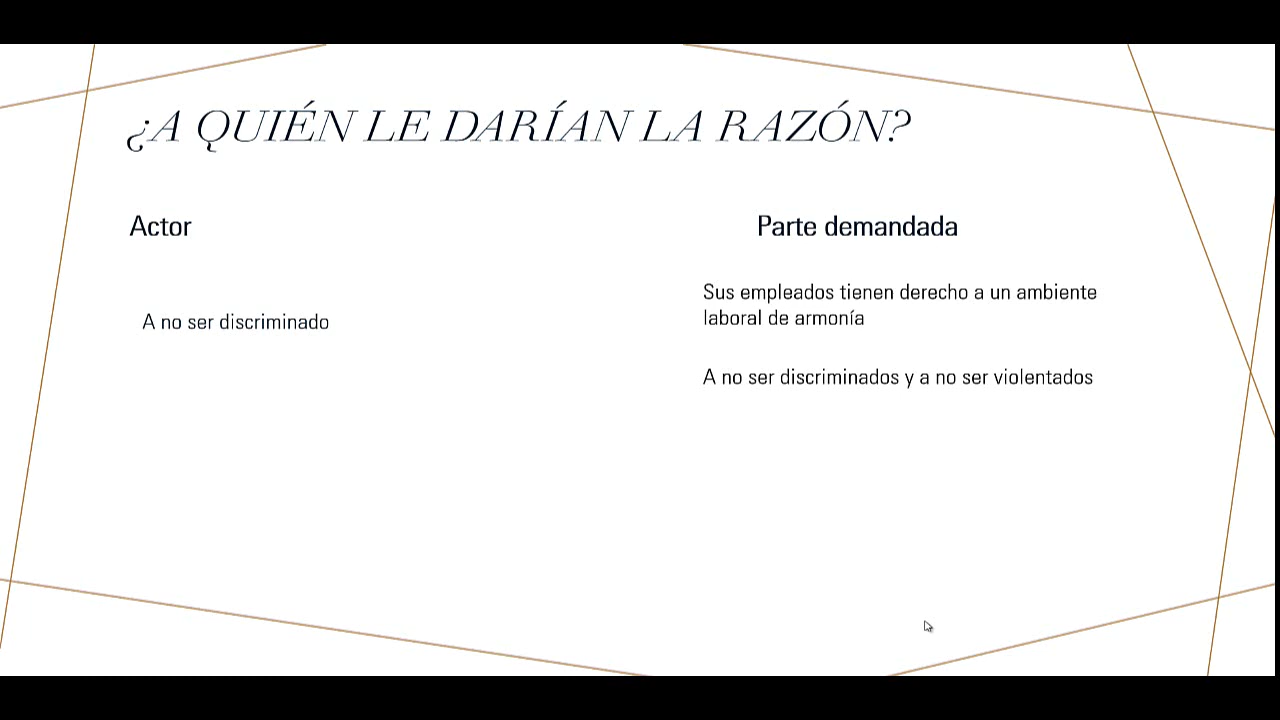 ¿A QUIÉN LE DARÍAN LA RAZÓN?
Actor
A no ser discriminado
Parte demandada
Sus empleados tienen derecho a un ambiente
laboral de armonía
A no ser discriminados y a no ser violentados